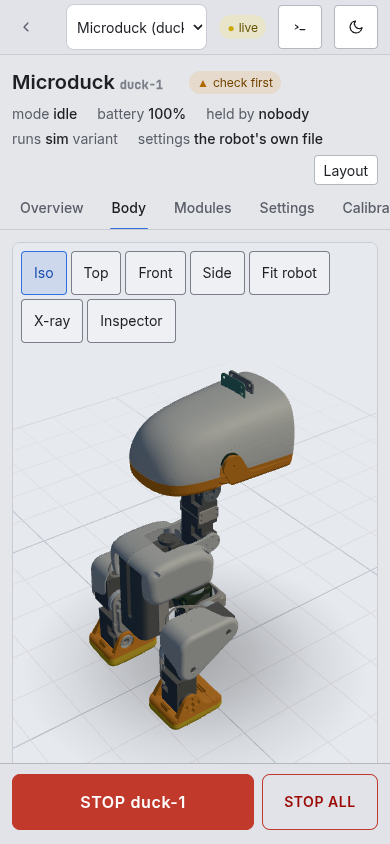 Microduck (duck
● live
Microduck duck-1 ▲ check first
mode idle battery 100% held by nobody
runs sim variant settings the robot's own file
Layout
Overview Body Modules Settings Calibra
Iso Top Front Side Fit robot
X-ray Inspector
STOP duck-1 STOP ALL